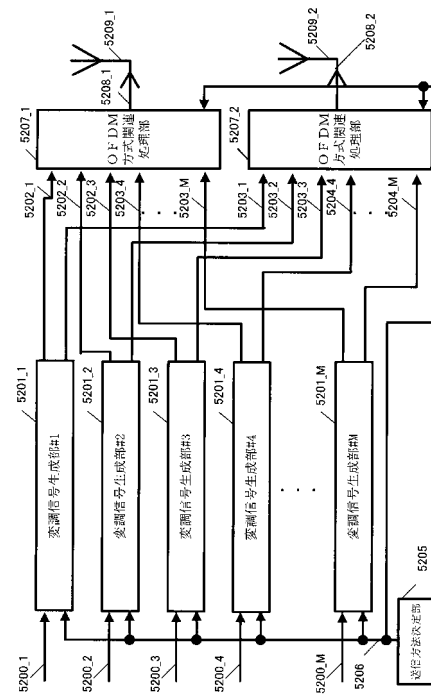 5200_1
5201_1
変調信号生成部#1
5200_2
5201_2
変調信号生成部#2
5200_3
5201_3
変調信号生成部#3
5200_4
5201_4
変調信号生成部#4
5200_M
5201_M
変調信号生成部#M
5206
5205
送信方法決定部
5202_1
5202_2
5202_3
5203_4
5203_M
5207_1
OFDM
方式関連
処理部
5208_1
5209_1
5203_1
5203_2
5203_3
5204_4
5204_M
5207_2
OFDM
方式関連
処理部
5208_2
5209_2